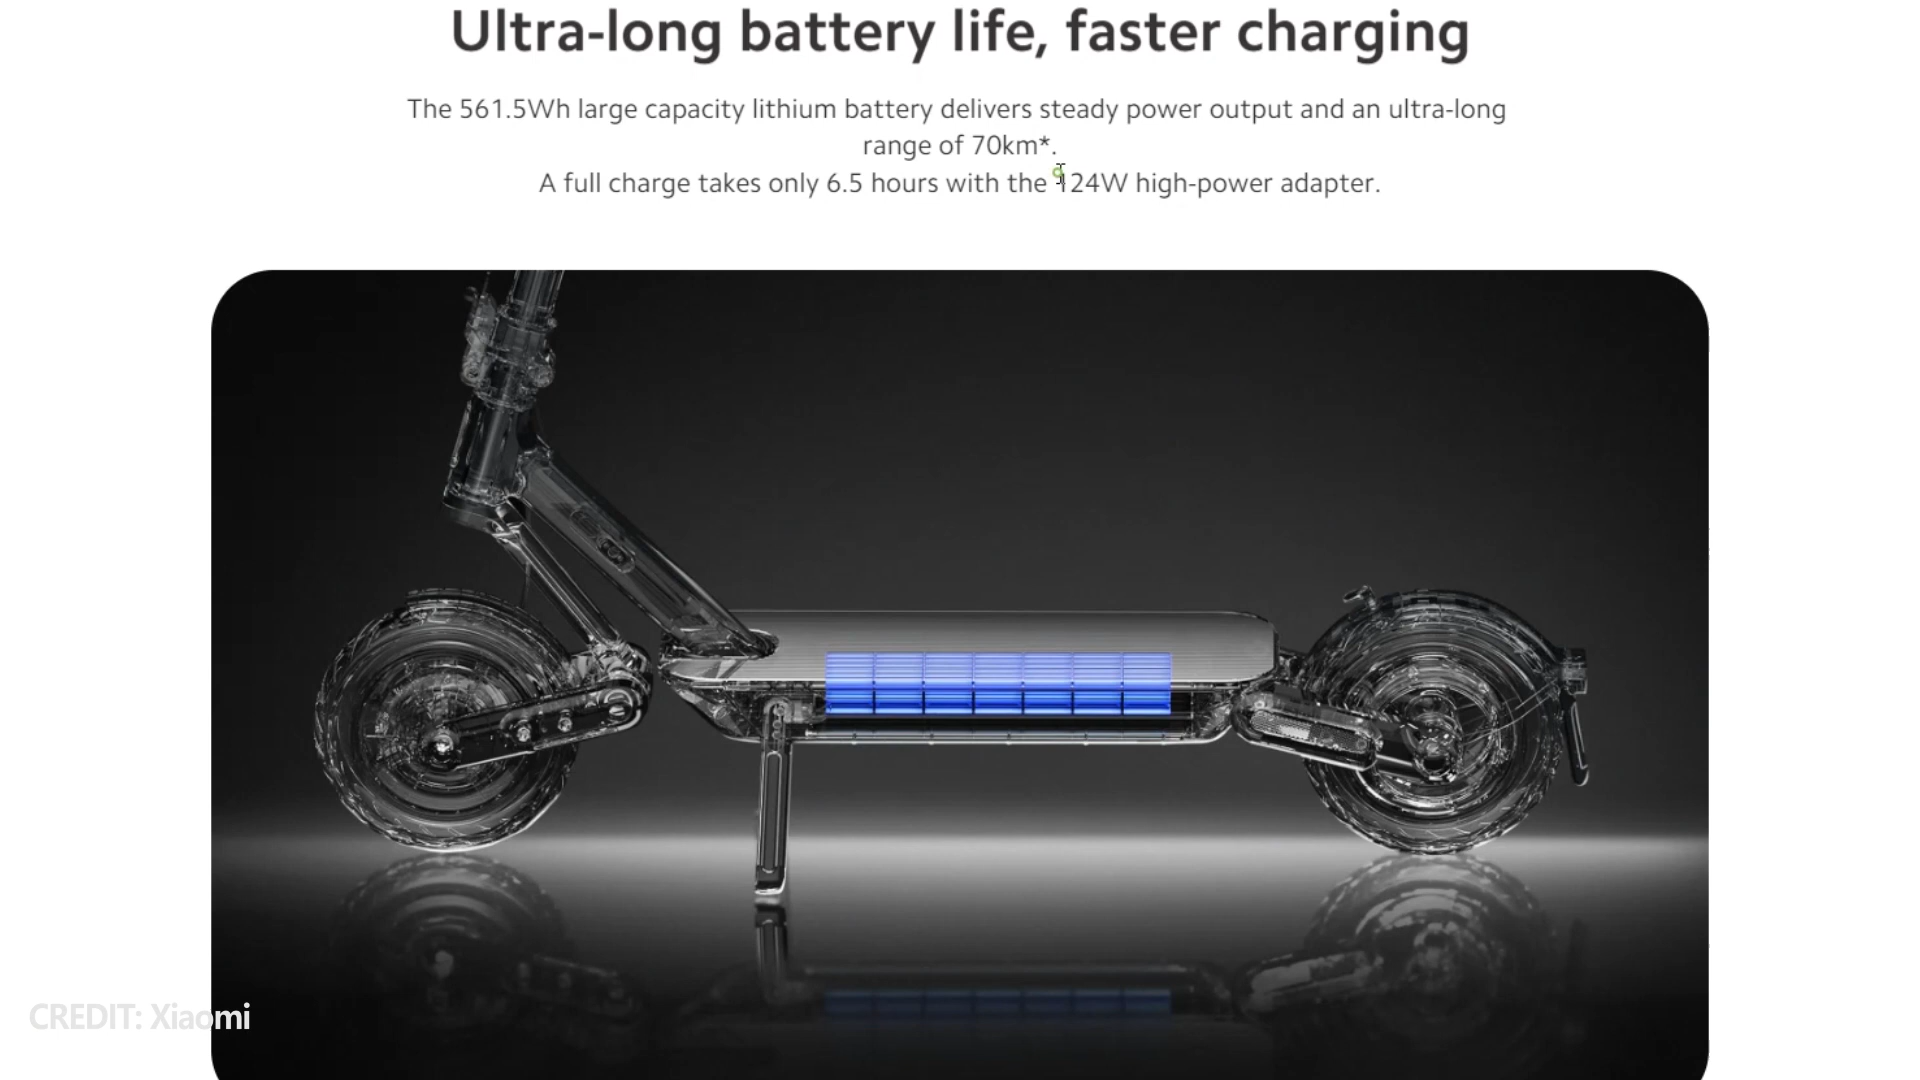 Ultra-long battery life, faster charging
The 561.5Wh large capacity lithium battery delivers steady power output and an ultra-long
range of 70km*.
A full charge takes only 6.5 hours with the 124W high-power adapter.
CREDIT: Xiaomi